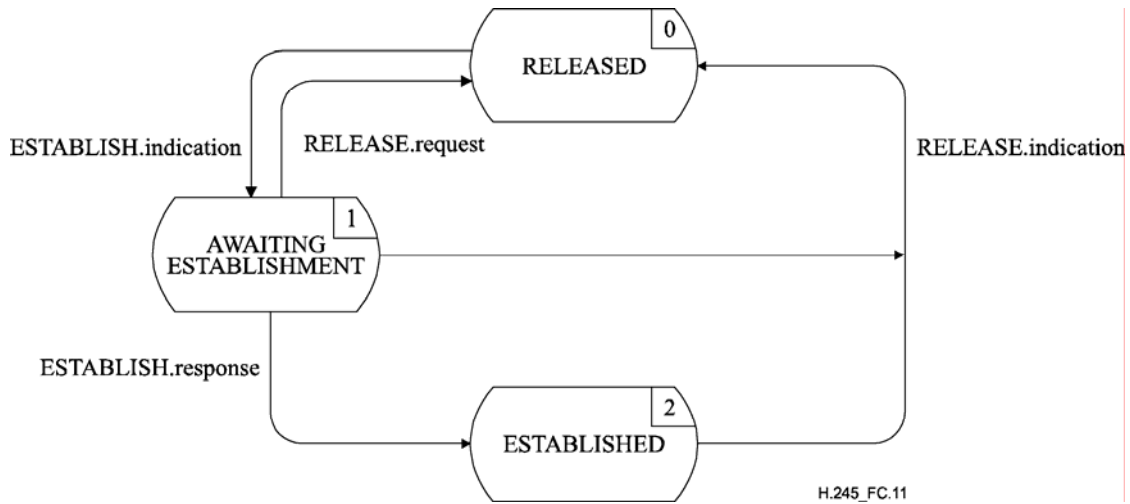 0
RELEASED
ESTABLISH.indication
RELEASE.request
RELEASE.indication
1
AWAITING
ESTABLISHMENT
ESTABLISH.response
2
ESTABLISHED
H.245_FC.11